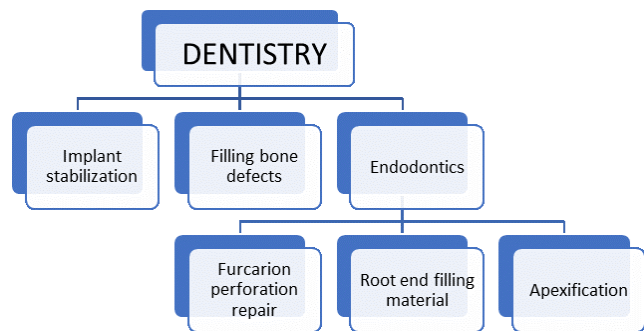 DENTISTRY
Implant
stabilization
Filling bone
defects
Endodontics
Furcarion
perforation
repair
Root end filling
material
Apexification